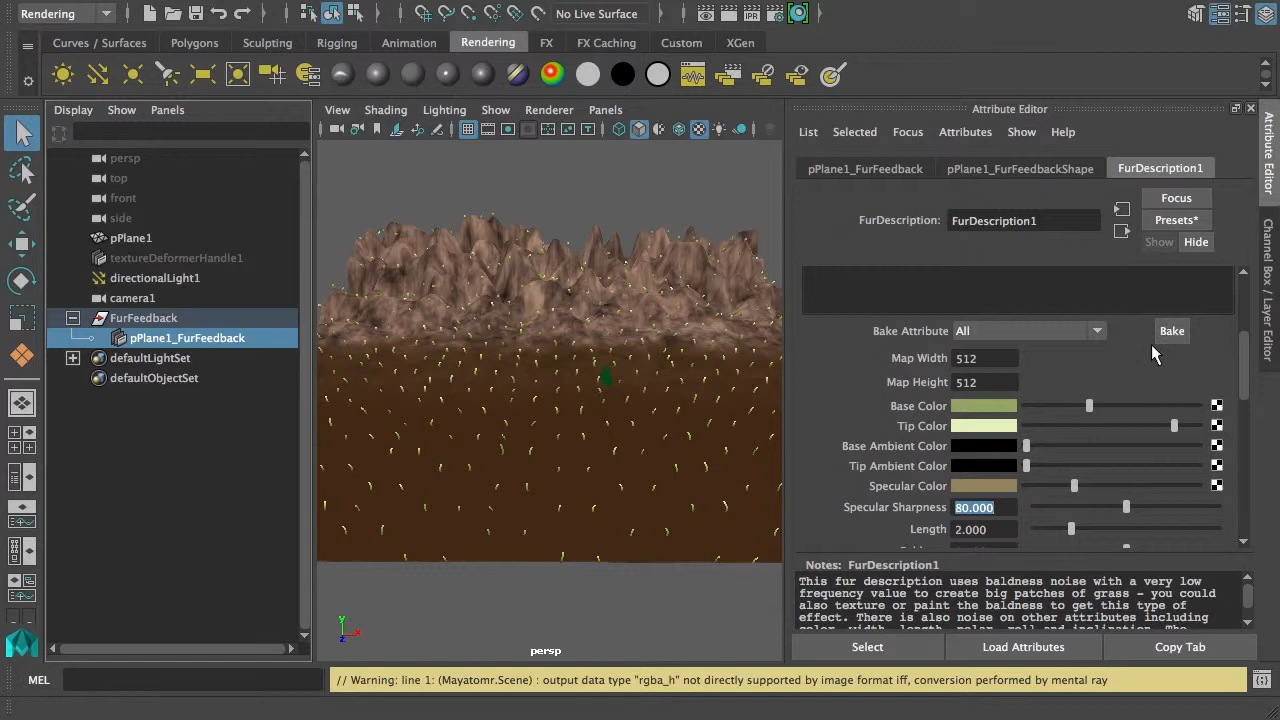 Rendering
No Live Surface
Curves / Surfaces
Polygons
Sculpting
Rigging
Animation
Rendering
FX
FX Caching
Custom
XGen
IPR
Display
Show
Panels
persp
top
front
side
pPlane1
textureDeformerHandle1
directionalLight1
camera1
FurFeedback
pPlane1_FurFeedback
defaultLightSet
defaultObjectSet
View
Shading
Lighting
Show
Renderer
Panels
y
x
z
persp
Attribute Editor
List
Selected
Focus
Attributes
Show
Help
pPlane1_FurFeedback
pPlane1_FurFeedbackShape
FurDescription1
FurDescription:
FurDescription1
Focus
Presets*
Show
Hide
Bake Attribute
All
Bake
Map Width
512
Map Height
512
Base Color
Tip Color
Base Ambient Color
Tip Ambient Color
Specular Color
Specular Sharpness
80.000
Length
2.000
Notes: FurDescription1
This fur description uses baldness noise with a very low
frequency value to create big patches of grass - you could
also texture or paint the baldness to get this type of
effect. There is also noise on other attributes including
Select
Load Attributes
Copy Tab
Attribute Editor
Channel Box / Layer Editor
MEL
// Warning: line 1: (Mayatomr.Scene) : output data type "rgba_h" not directly supported by image format iff, conversion performed by mental ray